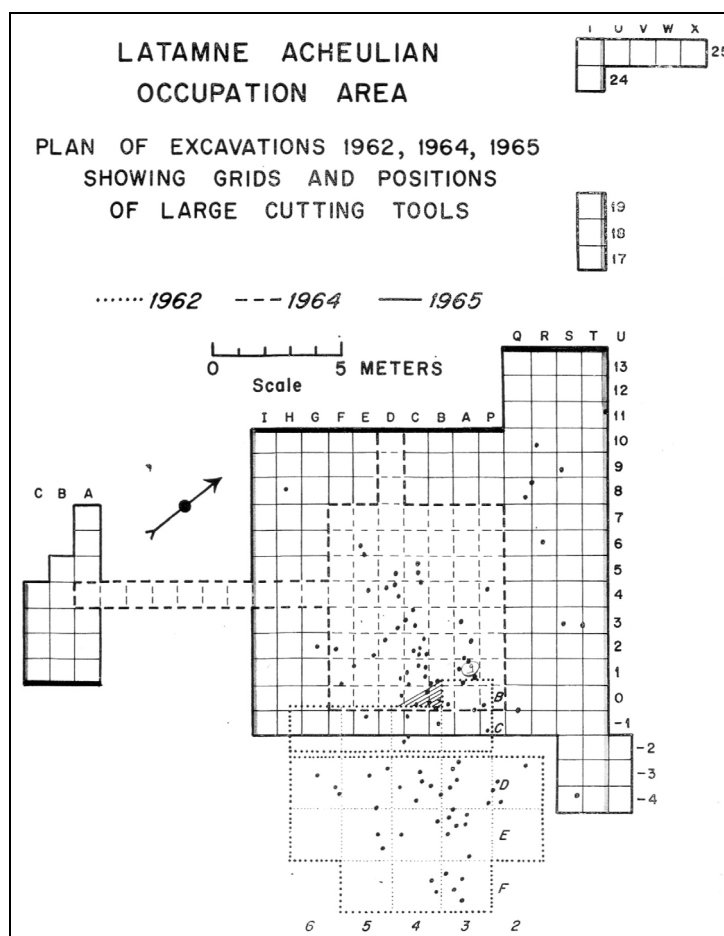 LATAMNE ACHEULIAN
OCCUPATION AREA
PLAN OF EXCAVATIONS 1962, 1964, 1965
SHOWING GRIDS AND POSITIONS
OF LARGE CUTTING TOOLS
U V W X
25
24
19
18
17
1962 1964 1965
0 5 METERS
Scale
Q R S T U
13
12
11
I H G F E D C B A P
10
9
8
C B A
7
6
5
4
3
2
1
B
0
C
-1
-2
-3
D
-4
E
F
6 5 4 3 2